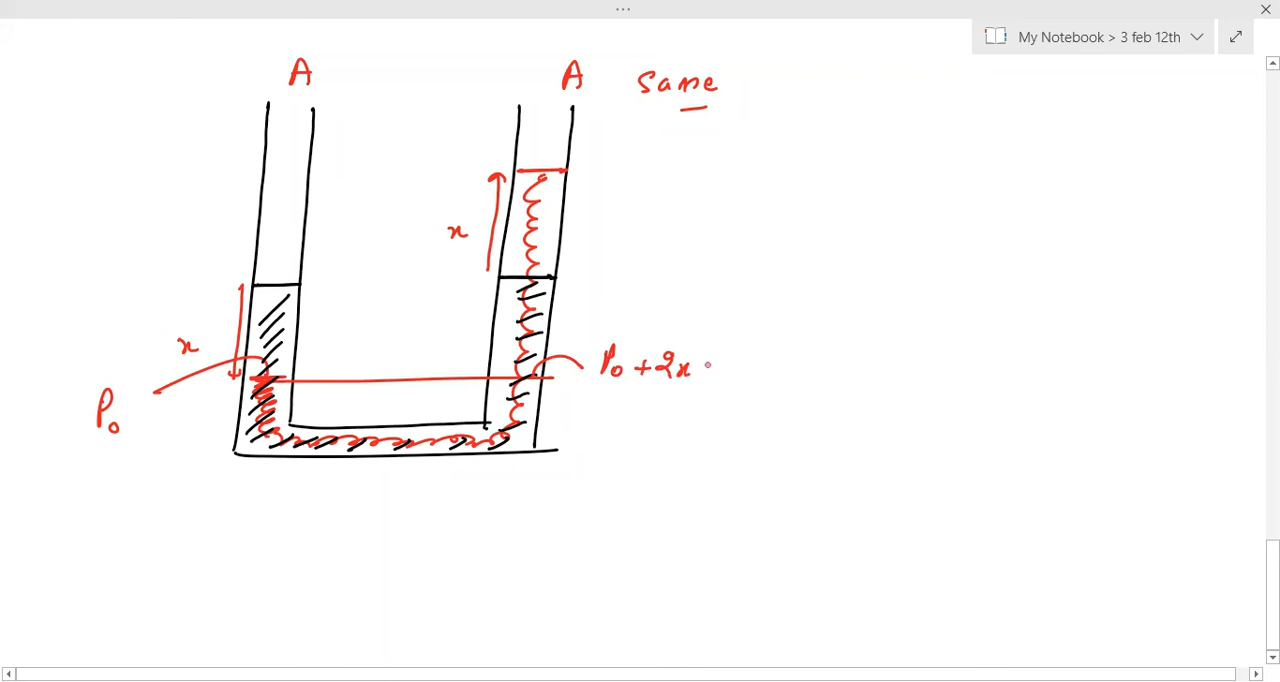 ...
My Notebook > 3 feb 12th
A
A
Same
x
x
P₀
P₀ + 2x